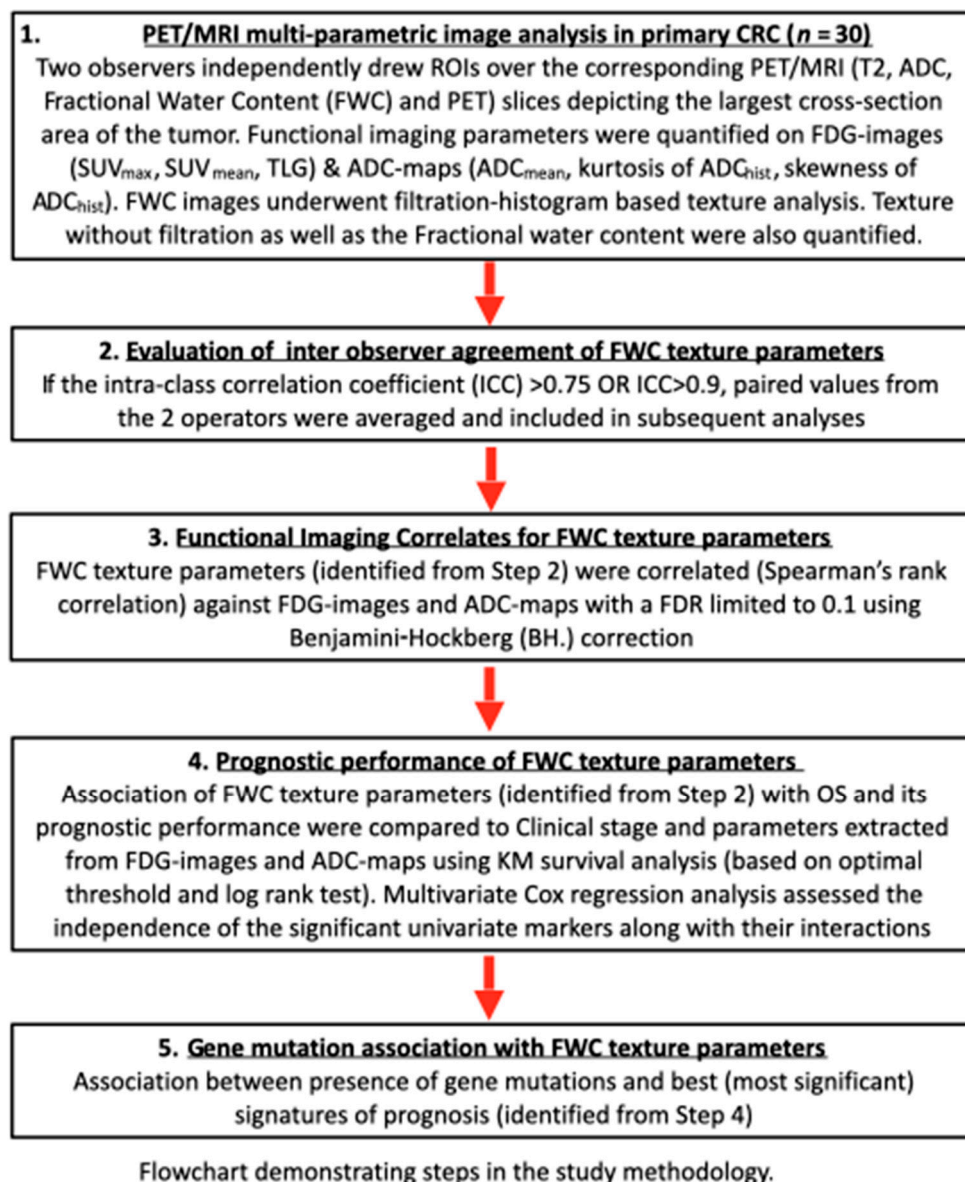 1. PET/MRI multi-parametric image analysis in primary CRC (n = 30)
Two observers independently drew ROIs over the corresponding PET/MRI (T2, ADC,
Fractional Water Content (FWC) and PET) slices depicting the largest cross-section
area of the tumor. Functional imaging parameters were quantified on FDG-images
(SUVmax, SUVmean, TLG) & ADC-maps (ADCmean, kurtosis of ADChist, skewness of
ADChist). FWC images underwent filtration-histogram based texture analysis. Texture
without filtration as well as the Fractional water content were also quantified.
2. Evaluation of inter observer agreement of FWC texture parameters
If the intra-class correlation coefficient (ICC) >0.75 OR ICC>0.9, paired values from
the 2 operators were averaged and included in subsequent analyses
3. Functional Imaging Correlates for FWC texture parameters
FWC texture parameters (identified from Step 2) were correlated (Spearman's rank
correlation) against FDG-images and ADC-maps with a FDR limited to 0.1 using
Benjamini-Hockberg (BH.) correction
4. Prognostic performance of FWC texture parameters
Association of FWC texture parameters (identified from Step 2) with OS and its
prognostic performance were compared to Clinical stage and parameters extracted
from FDG-images and ADC-maps using KM survival analysis (based on optimal
threshold and log rank test). Multivariate Cox regression analysis assessed the
independence of the significant univariate markers along with their interactions
5. Gene mutation association with FWC texture parameters
Association between presence of gene mutations and best (most significant)
signatures of prognosis (identified from Step 4)
Flowchart demonstrating steps in the study methodology.